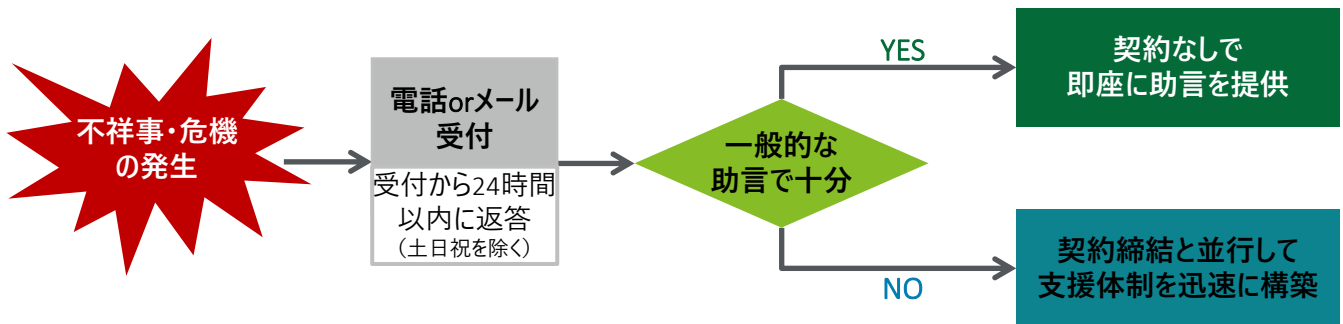 不祥事・危機
の発生
電話orメール
受付
受付から24時間
以内に返答
（土日祝を除く）
一般的な
助言で十分
YES
契約なしで
即座に助言を提供
NO
契約締結と並行して
支援体制を迅速に構築